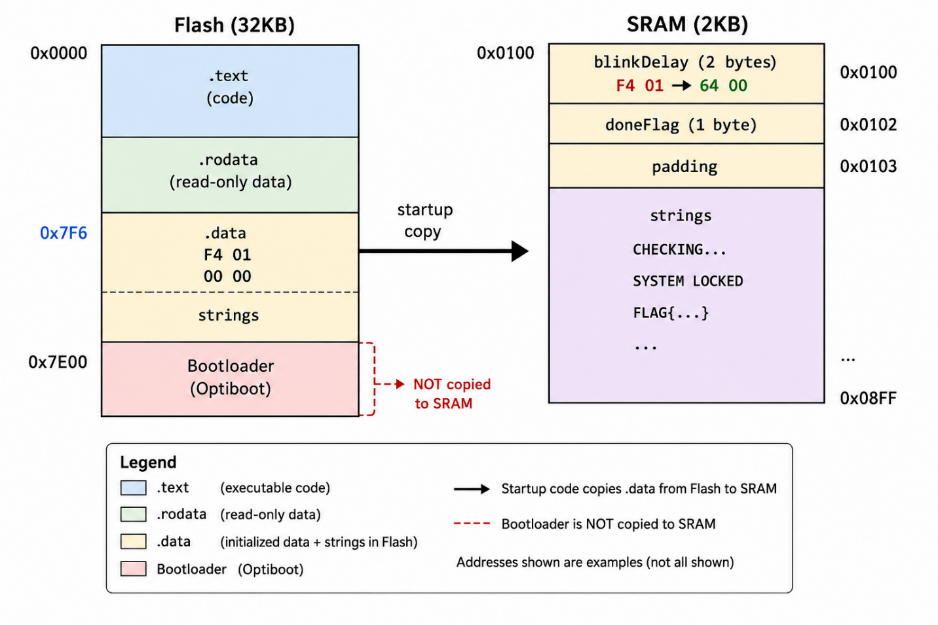 Flash (32KB)
0x0000
.text
(code)
.rodata
(read-only data)
0x7F6
.data
F4 01
00 00
strings
0x7E00
Bootloader
(Optiboot)
NOT copied
to SRAM
startup
copy
SRAM (2KB)
0x0100
blinkDelay (2 bytes)
F4 01 → 64 00
0x0100
doneFlag (1 byte)
0x0102
padding
0x0103
strings
CHECKING...
SYSTEM LOCKED
FLAG{...}
...
...
0x08FF
Legend
.text (executable code)
.rodata (read-only data)
.data (initialized data + strings in Flash)
Bootloader (Optiboot)
Startup code copies .data from Flash to SRAM
Bootloader is NOT copied to SRAM
Addresses shown are examples (not all shown)